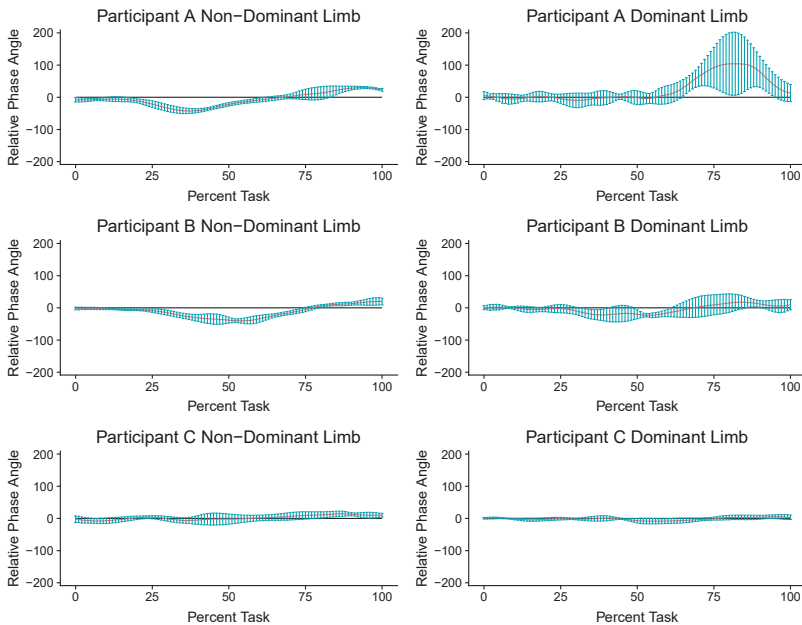 Participant A Non−Dominant Limb
Relative Phase Angle
200
100
0
−100
−200
0 25 50 75 100
Percent Task
Participant A Dominant Limb
Relative Phase Angle
200
100
0
−100
−200
0 25 50 75 100
Percent Task
Participant B Non−Dominant Limb
Relative Phase Angle
200
100
0
−100
−200
0 25 50 75 100
Percent Task
Participant B Dominant Limb
Relative Phase Angle
200
100
0
−100
−200
0 25 50 75 100
Percent Task
Participant C Non−Dominant Limb
Relative Phase Angle
200
100
0
−100
−200
0 25 50 75 100
Percent Task
Participant C Dominant Limb
Relative Phase Angle
200
100
0
−100
−200
0 25 50 75 100
Percent Task